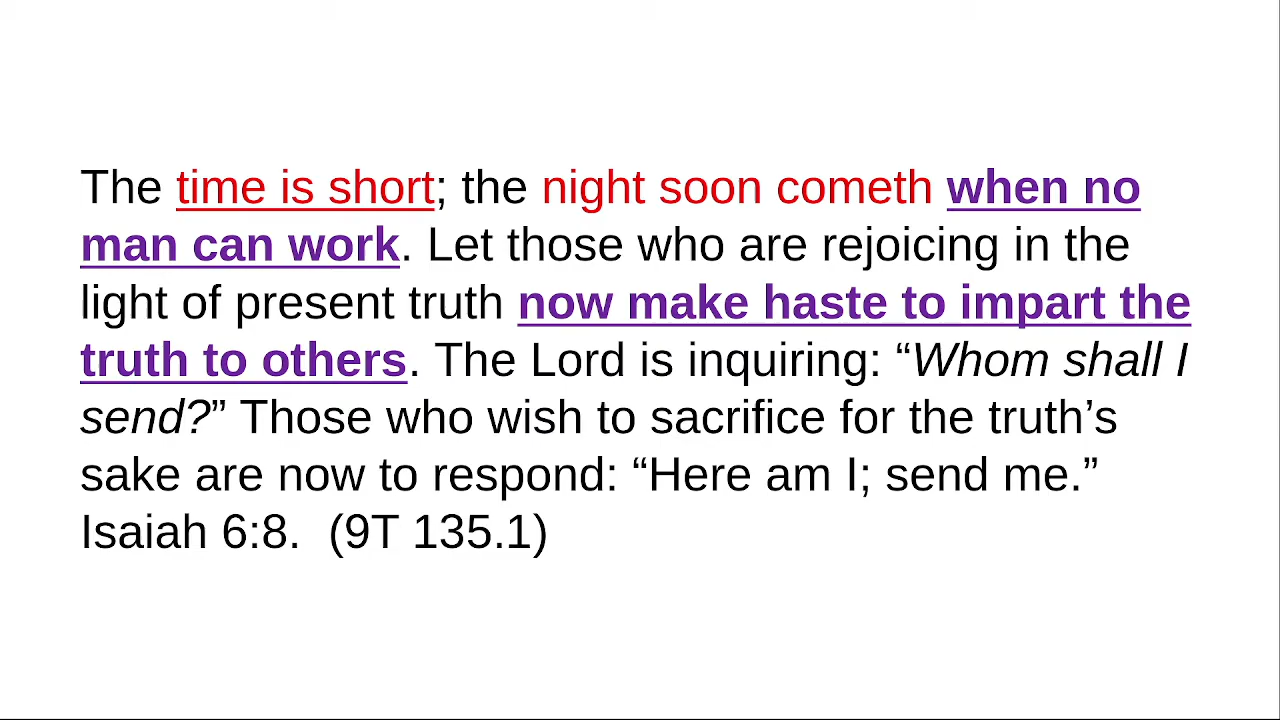 The time is short; the night soon cometh when no
man can work. Let those who are rejoicing in the
light of present truth now make haste to impart the
truth to others. The Lord is inquiring: “Whom shall I
send?” Those who wish to sacrifice for the truth’s
sake are now to respond: “Here am I; send me.”
Isaiah 6:8.  (9T 135.1)